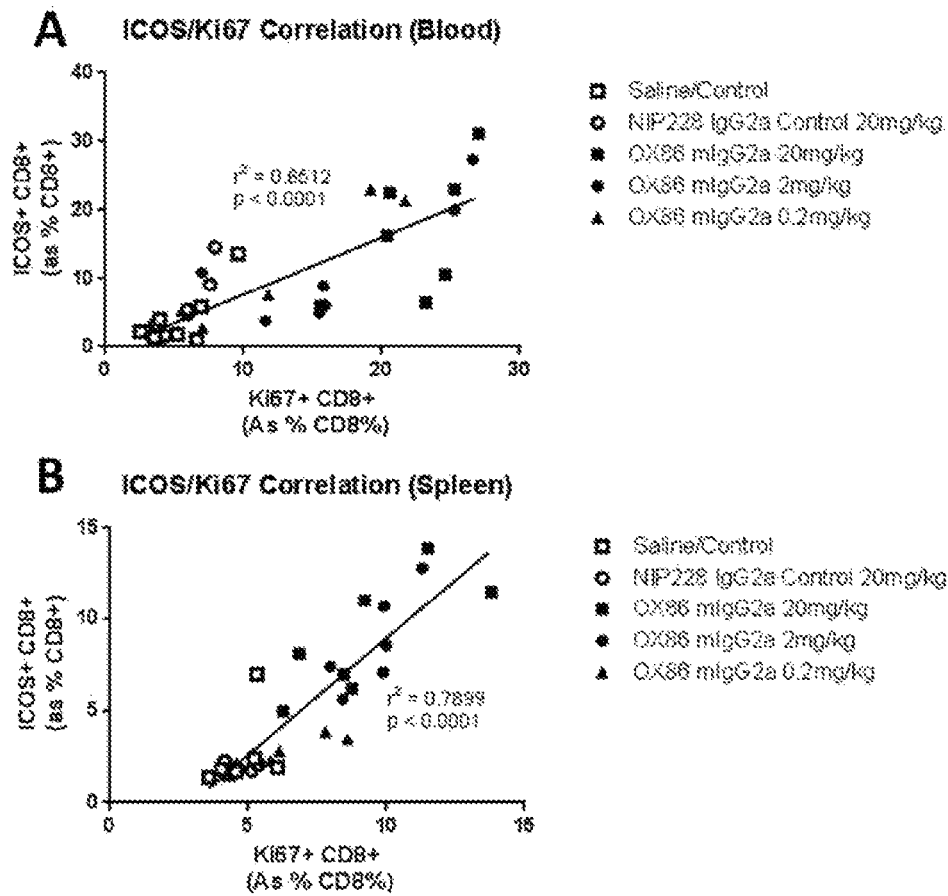 A
ICOS/Ki67 Correlation (Blood)
ICOS+ CD8+
(as % CD8+)
40
30
20
10
0
r² = 0.6512
p < 0.0001
0
10
20
30
Ki67+ CD8+
(As % CD8%)
Saline/Control
NIP228 IgG2a Control 20mg/kg
OX86 mIgG2a 20mg/kg
OX86 mIgG2a 2mg/kg
OX86 mIgG2a 0.2mg/kg
B
ICOS/Ki67 Correlation (Spleen)
ICOS+ CD8+
(as % CD8+)
15
10
5
0
r² = 0.7899
p < 0.0001
0
5
10
15
Ki67+ CD8+
(As % CD8%)
Saline/Control
NIP228 IgG2a Control 20mg/kg
OX86 mIgG2a 20mg/kg
OX86 mIgG2a 2mg/kg
OX86 mIgG2a 0.2mg/kg